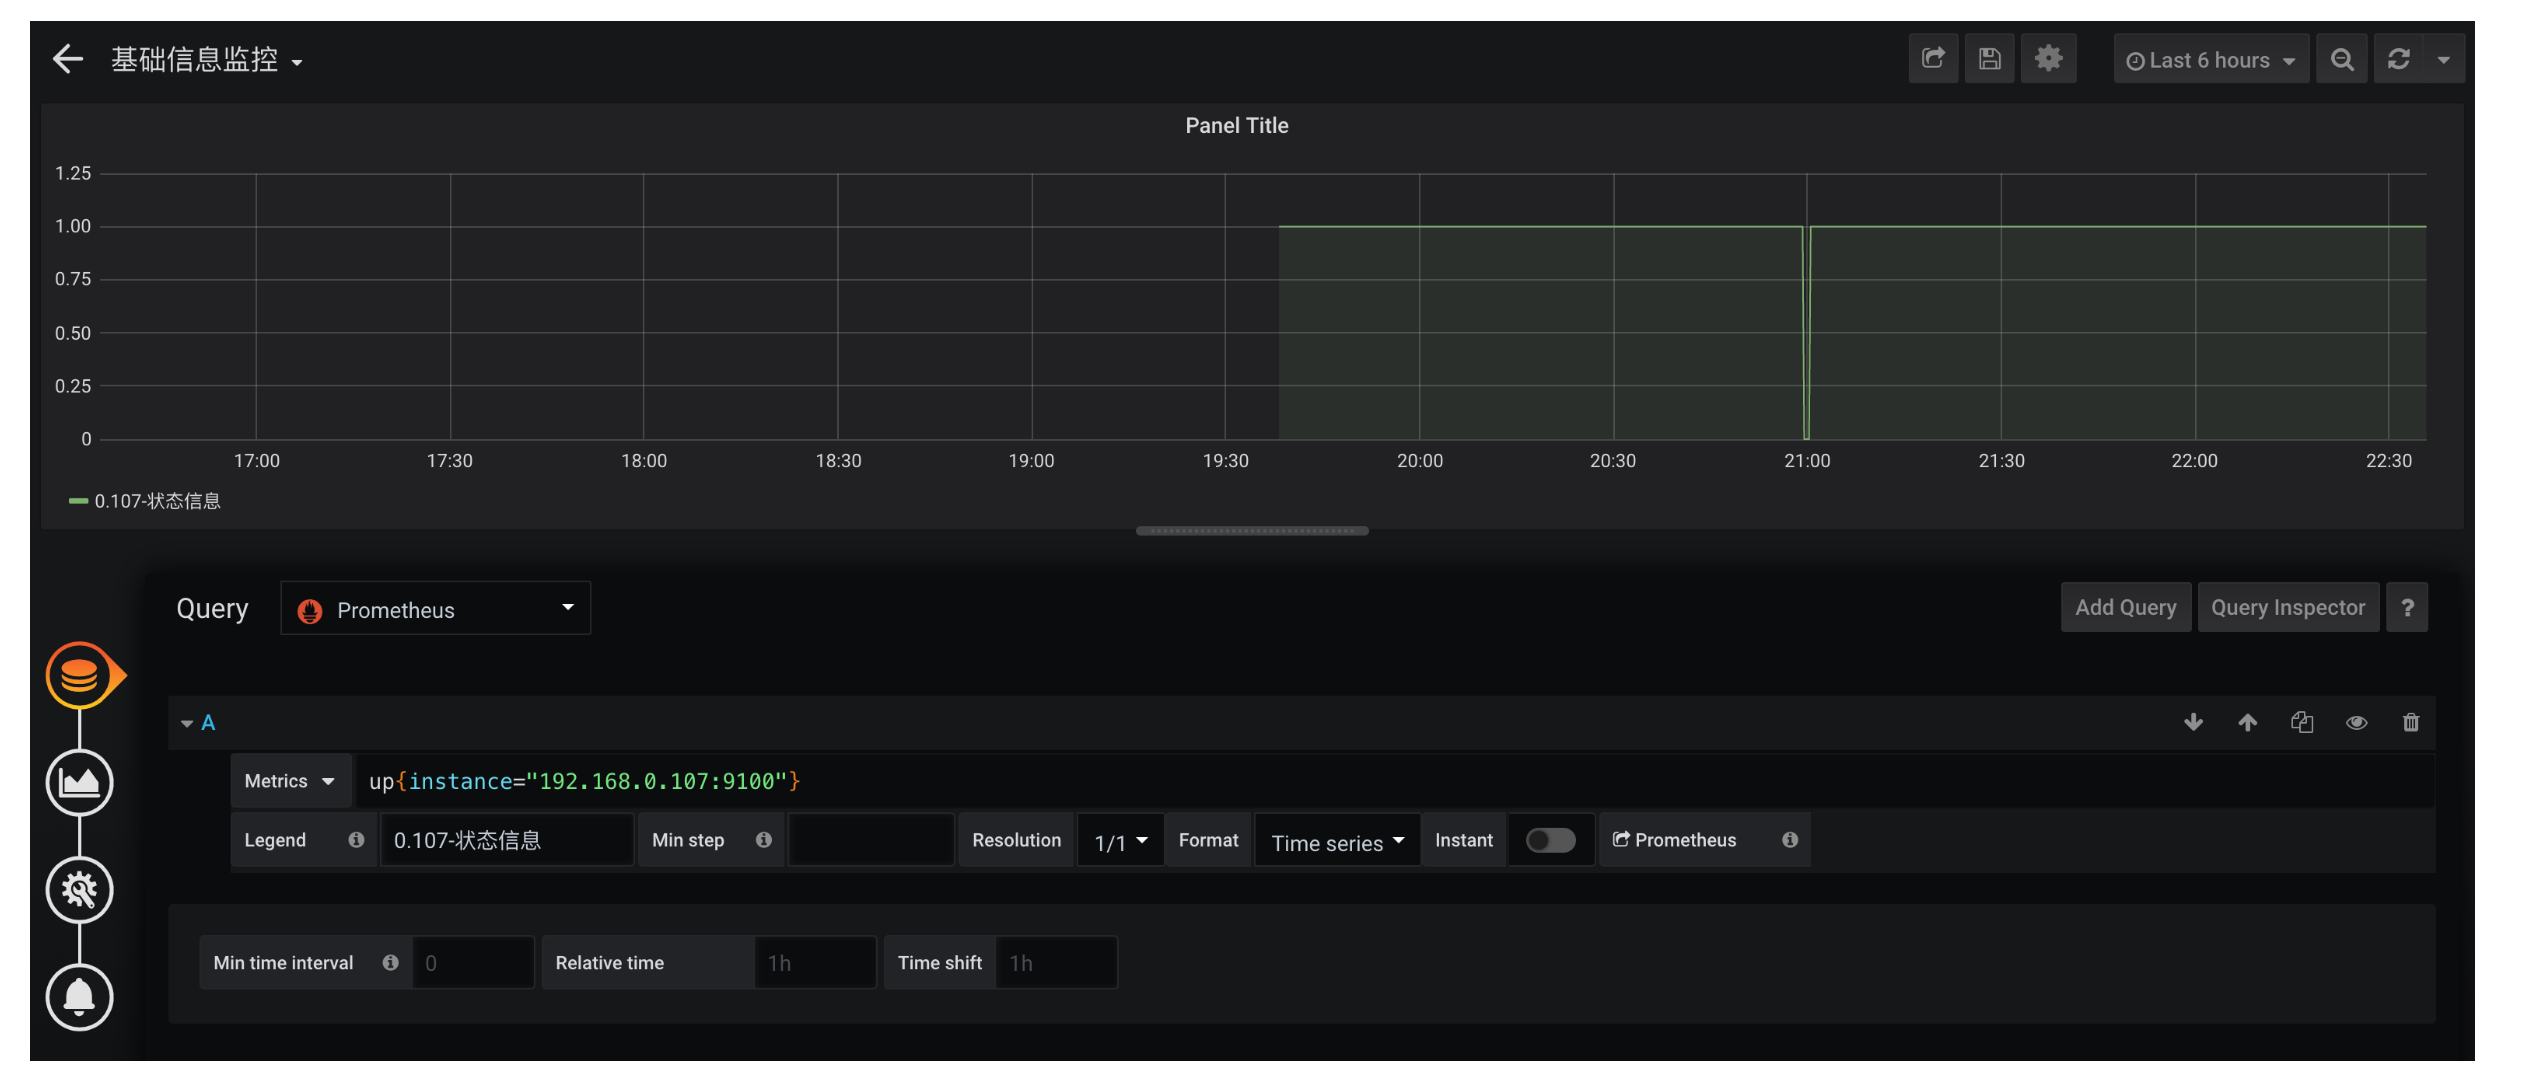 基础信息监控
Last 6 hours
Panel Title
1.25
1.00
0.75
0.50
0.25
0
17:00 17:30 18:00 18:30 19:00 19:30 20:00 20:30 21:00 21:30 22:00 22:30
0.107-状态信息
Query Prometheus Add Query Query Inspector ?
A
Metrics up{instance="192.168.0.107:9100"}
Legend 0.107-状态信息 Min step Resolution 1/1 Format Time series Instant Prometheus
Min time interval 0 Relative time 1h Time shift 1h